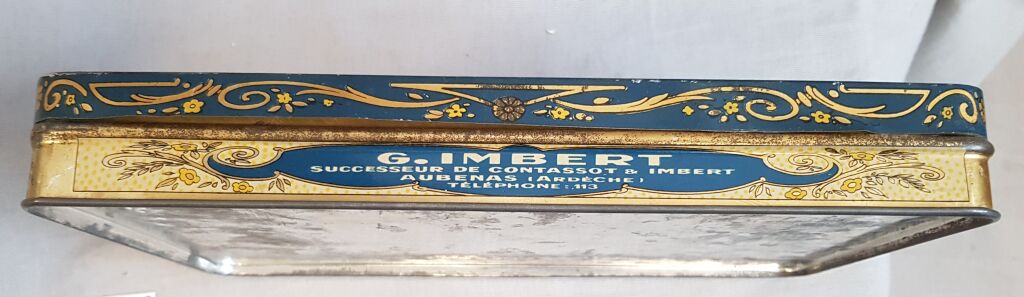 G. IMBERT
SUCCESSEUR DE CONTASSOT & IMBERT
AUBENAS (ARDÈCHE)
TÉLÉPHONE: 113